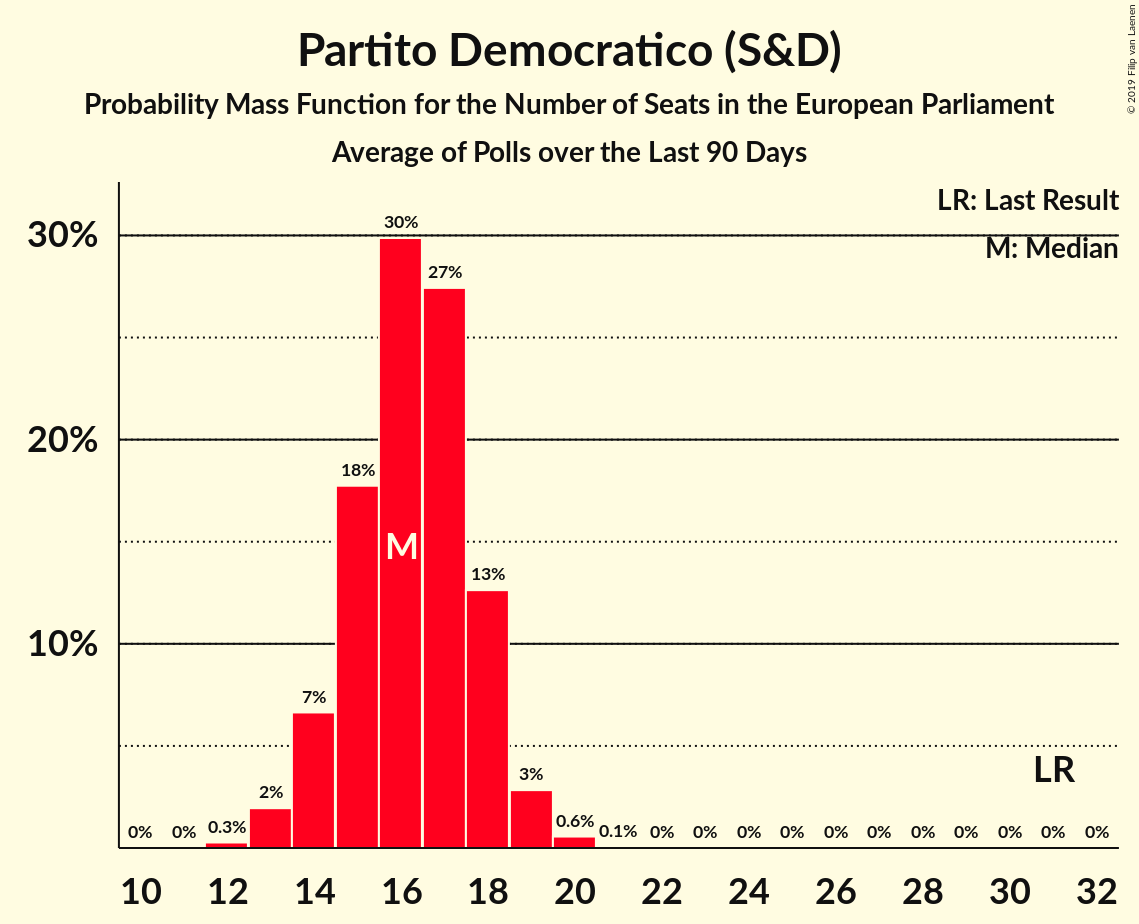 Partito Democratico (S&D)
Probability Mass Function for the Number of Seats in the European Parliament
Average of Polls over the Last 90 Days
© 2019 Filip van Laenen
LR: Last Result
M: Median
30%
20%
10%
0% 0% 0.3% 2% 7% 18% 30% 27% 13% 3% 0.6% 0.1% 0% 0% 0% 0% 0% 0% 0% 0% 0% 0% 0%
M
LR
10 12 14 16 18 20 22 24 26 28 30 32